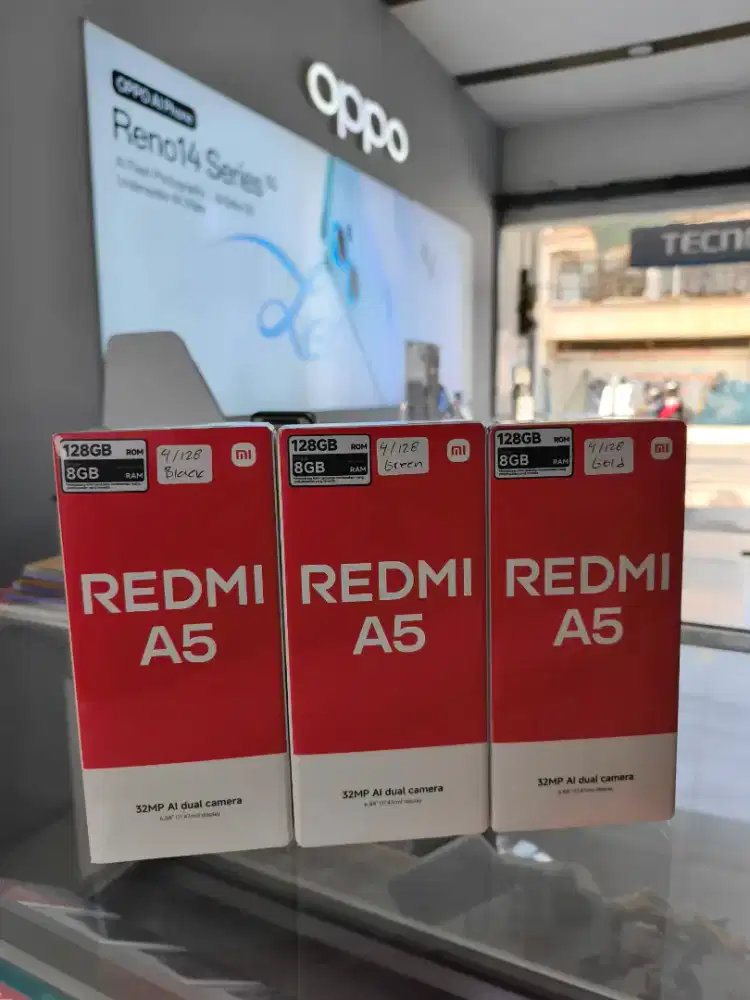 OPPO AI Phone
Reno14 Series 5G
oppo
TECN
128GB ROM
8GB RAM
4/128
Black
mi
REDMI
A5
32MP AI dual camera
128GB ROM
8GB RAM
4/128
Green
mi
REDMI
A5
32MP AI dual camera
128GB ROM
8GB RAM
4/128
Gold
mi
REDMI
A5
32MP AI dual camera